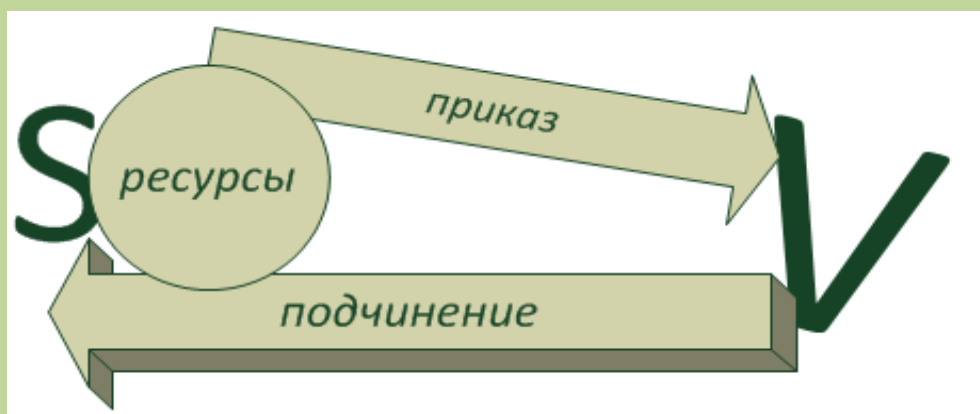 приказ
S ресурсы V
подчинение